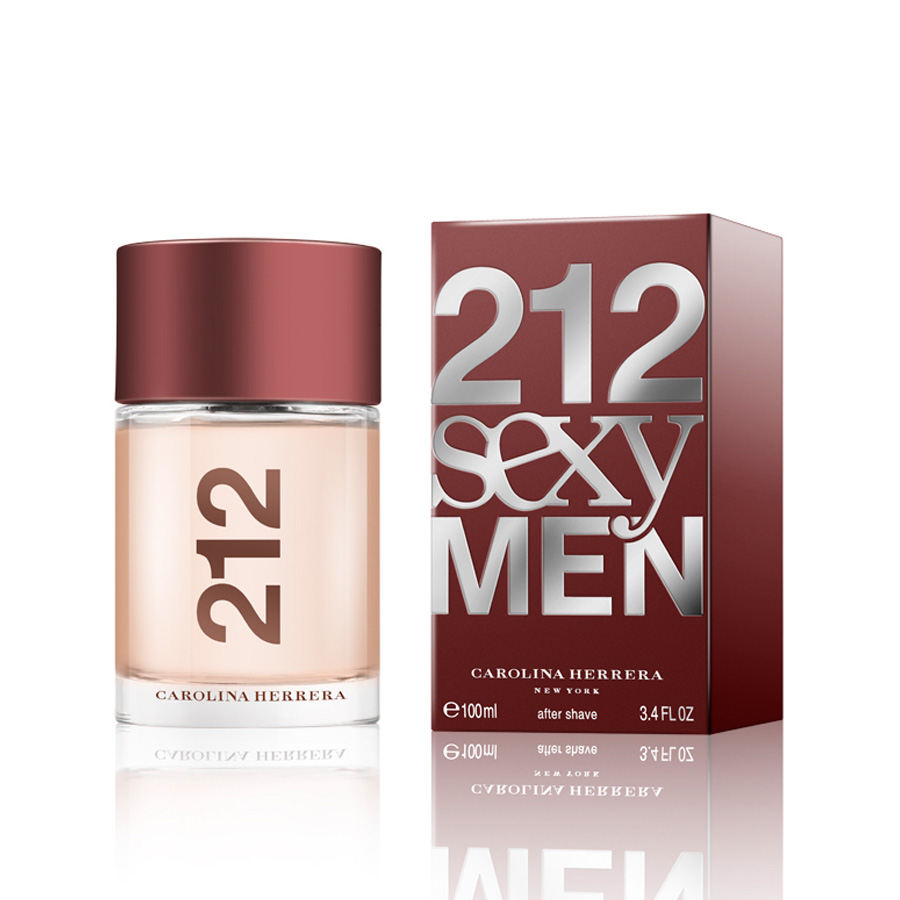 212
CAROLINA HERRERA
212
sexy
MEN
CAROLINA HERRERA
NEW YORK
℮100ml after shave 3.4 FL OZ